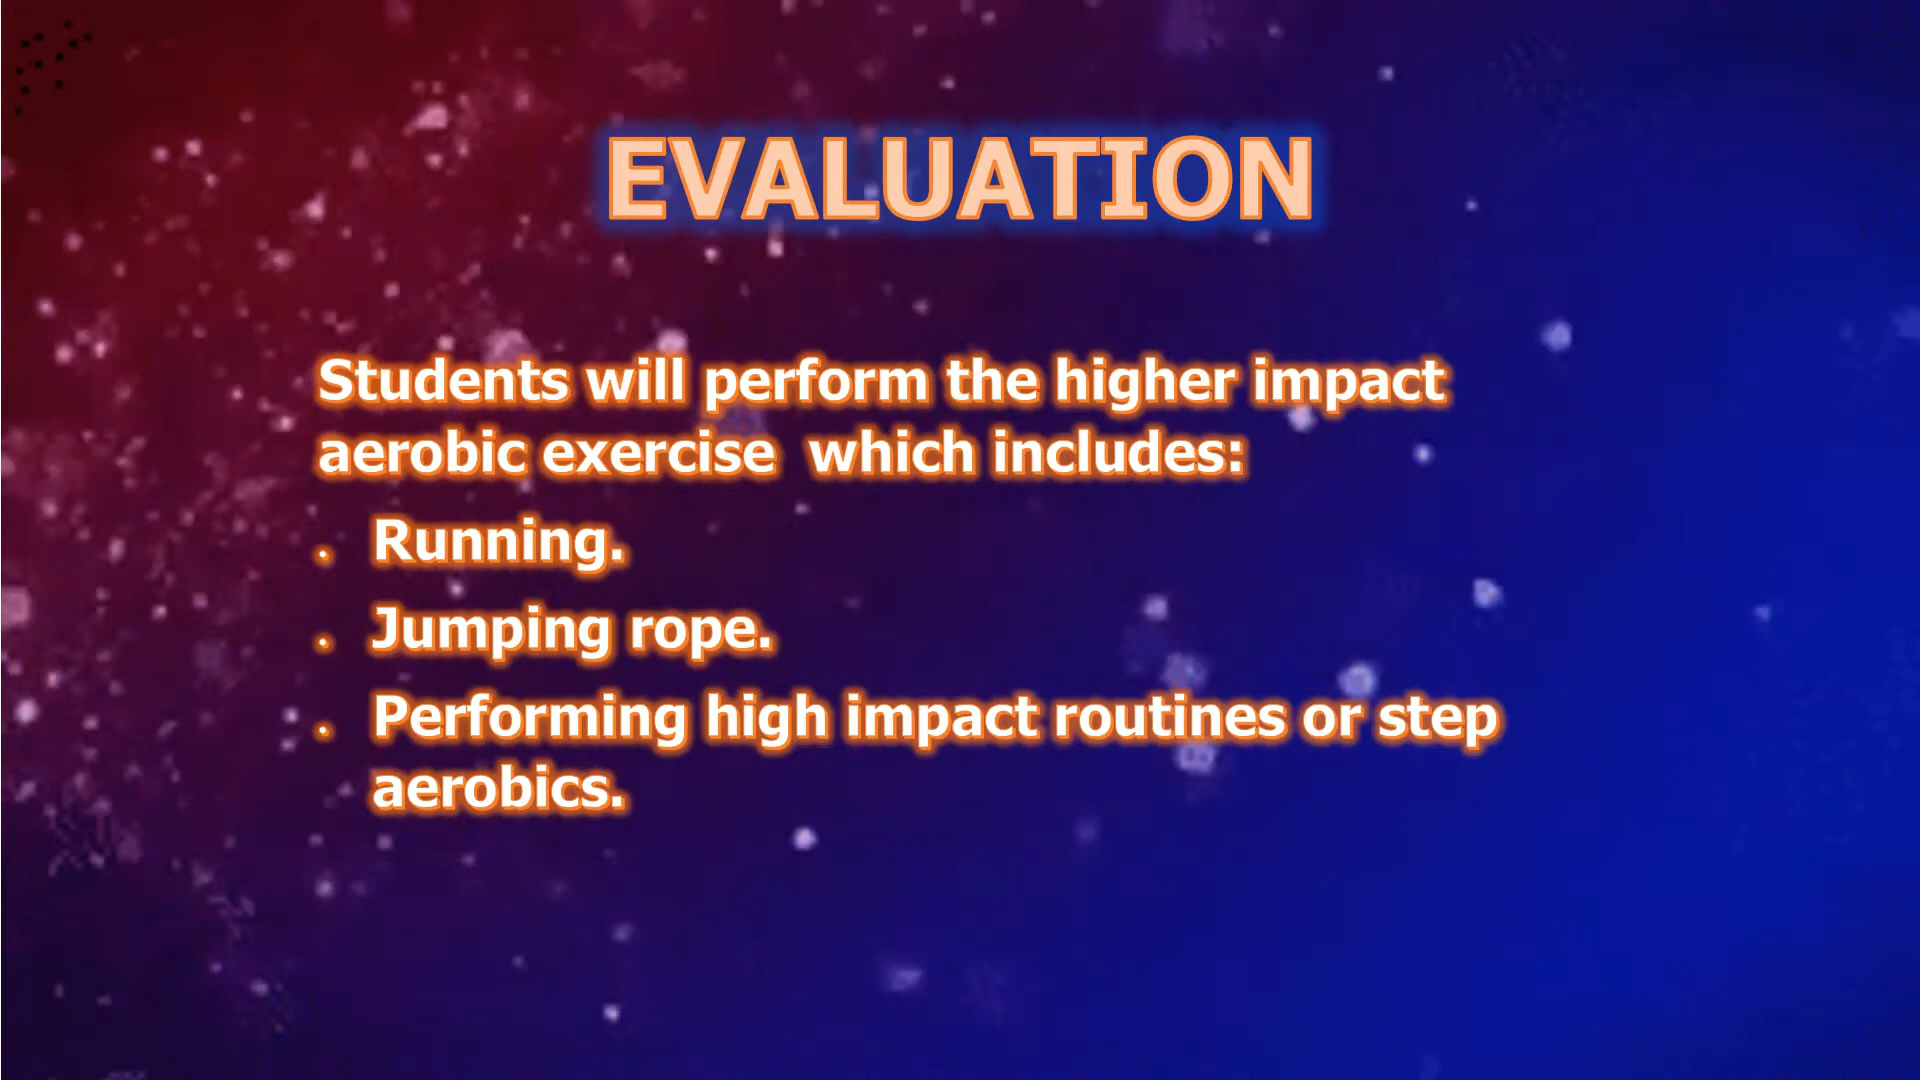 EVALUATION
Students will perform the higher impact
aerobic exercise  which includes:
. Running.
. Jumping rope.
. Performing high impact routines or step
aerobics.